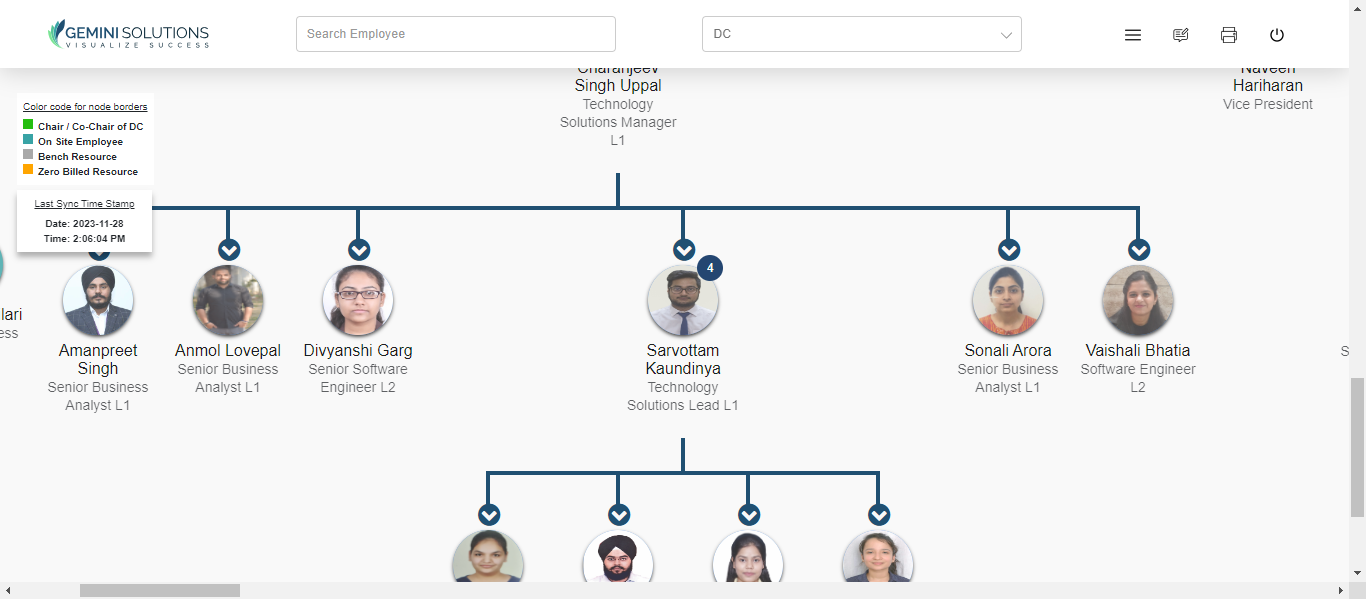 GEMINI SOLUTIONS
VISUALIZE SUCCESS
Search Employee
DC
Charanjeev
Singh Uppal
Technology
Solutions Manager
L1
Naveen
Hariharan
Vice President
Color code for node borders
Chair / Co-Chair of DC
On Site Employee
Bench Resource
Zero Billed Resource
Last Sync Time Stamp
Date: 2023-11-28
Time: 2:06:04 PM
4
lari
ess
Amanpreet
Singh
Senior Business
Analyst L1
Anmol Lovepal
Senior Business
Analyst L1
Divyanshi Garg
Senior Software
Engineer L2
Sarvottam
Kaundinya
Technology
Solutions Lead L1
Sonali Arora
Senior Business
Analyst L1
Vaishali Bhatia
Software Engineer
L2
S